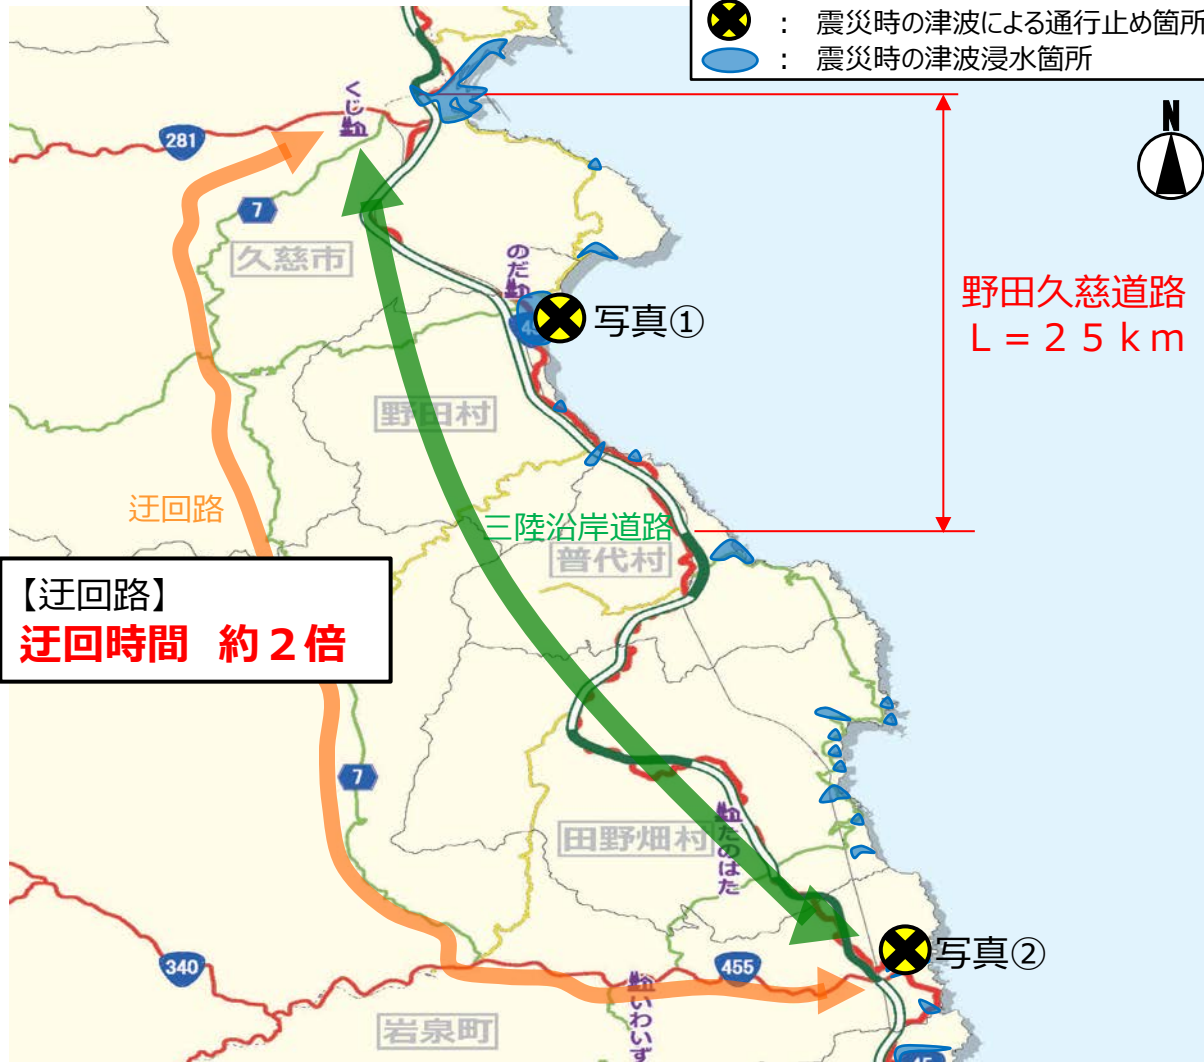 ： 震災時の津波による通行止め箇所
： 震災時の津波浸水箇所
くじ
N
281
7
久慈市
のだ
野田久慈道路
Ｌ＝２５ｋｍ
写真①
野田村
迂回路
三陸沿岸道路
普代村
【迂回路】
迂回時間 約２倍
7
田野畑村
たのはた
写真②
340
455
いわいず
岩泉町
45